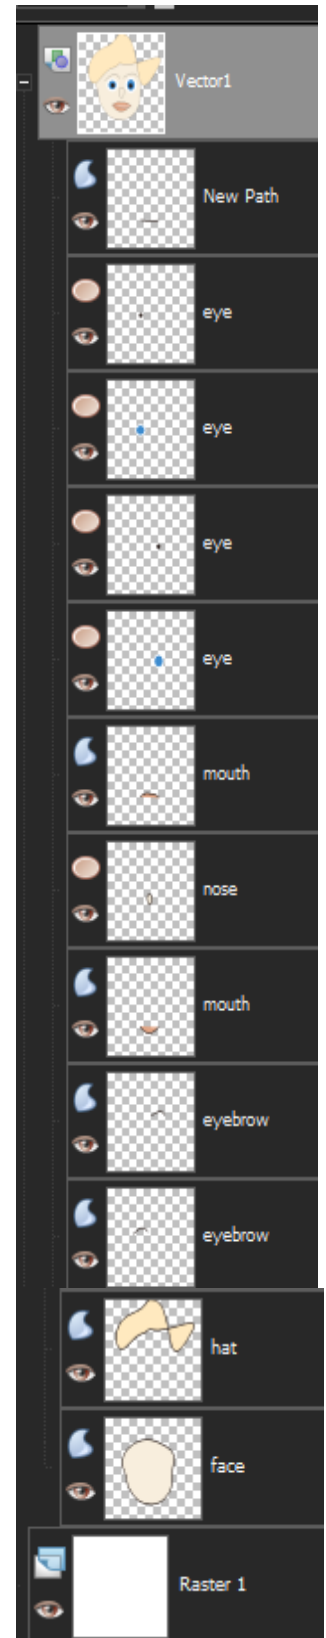 Vector1
New Path
eye
eye
eye
eye
mouth
nose
mouth
eyebrow
eyebrow
hat
face
Raster 1